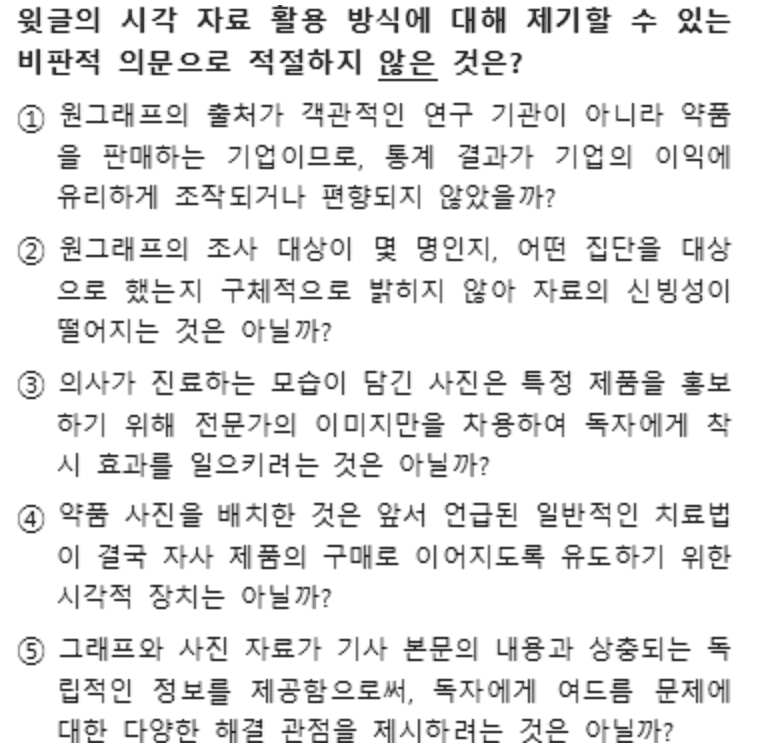 윗글의 시각 자료 활용 방식에 대해 제기할 수 있는
비판적 의문으로 적절하지 않은 것은?
① 원그래프의 출처가 객관적인 연구 기관이 아니라 약품
을 판매하는 기업이므로, 통계 결과가 기업의 이익에
유리하게 조작되거나 편향되지 않았을까?
② 원그래프의 조사 대상이 몇 명인지, 어떤 집단을 대상
으로 했는지 구체적으로 밝히지 않아 자료의 신빙성이
떨어지는 것은 아닐까?
③ 의사가 진료하는 모습이 담긴 사진은 특정 제품을 홍보
하기 위해 전문가의 이미지만을 차용하여 독자에게 착
시 효과를 일으키려는 것은 아닐까?
④ 약품 사진을 배치한 것은 앞서 언급된 일반적인 치료법
이 결국 자사 제품의 구매로 이어지도록 유도하기 위한
시각적 장치는 아닐까?
⑤ 그래프와 사진 자료가 기사 본문의 내용과 상충되는 독
립적인 정보를 제공함으로써, 독자에게 여드름 문제에
대한 다양한 해결 관점을 제시하려는 것은 아닐까?